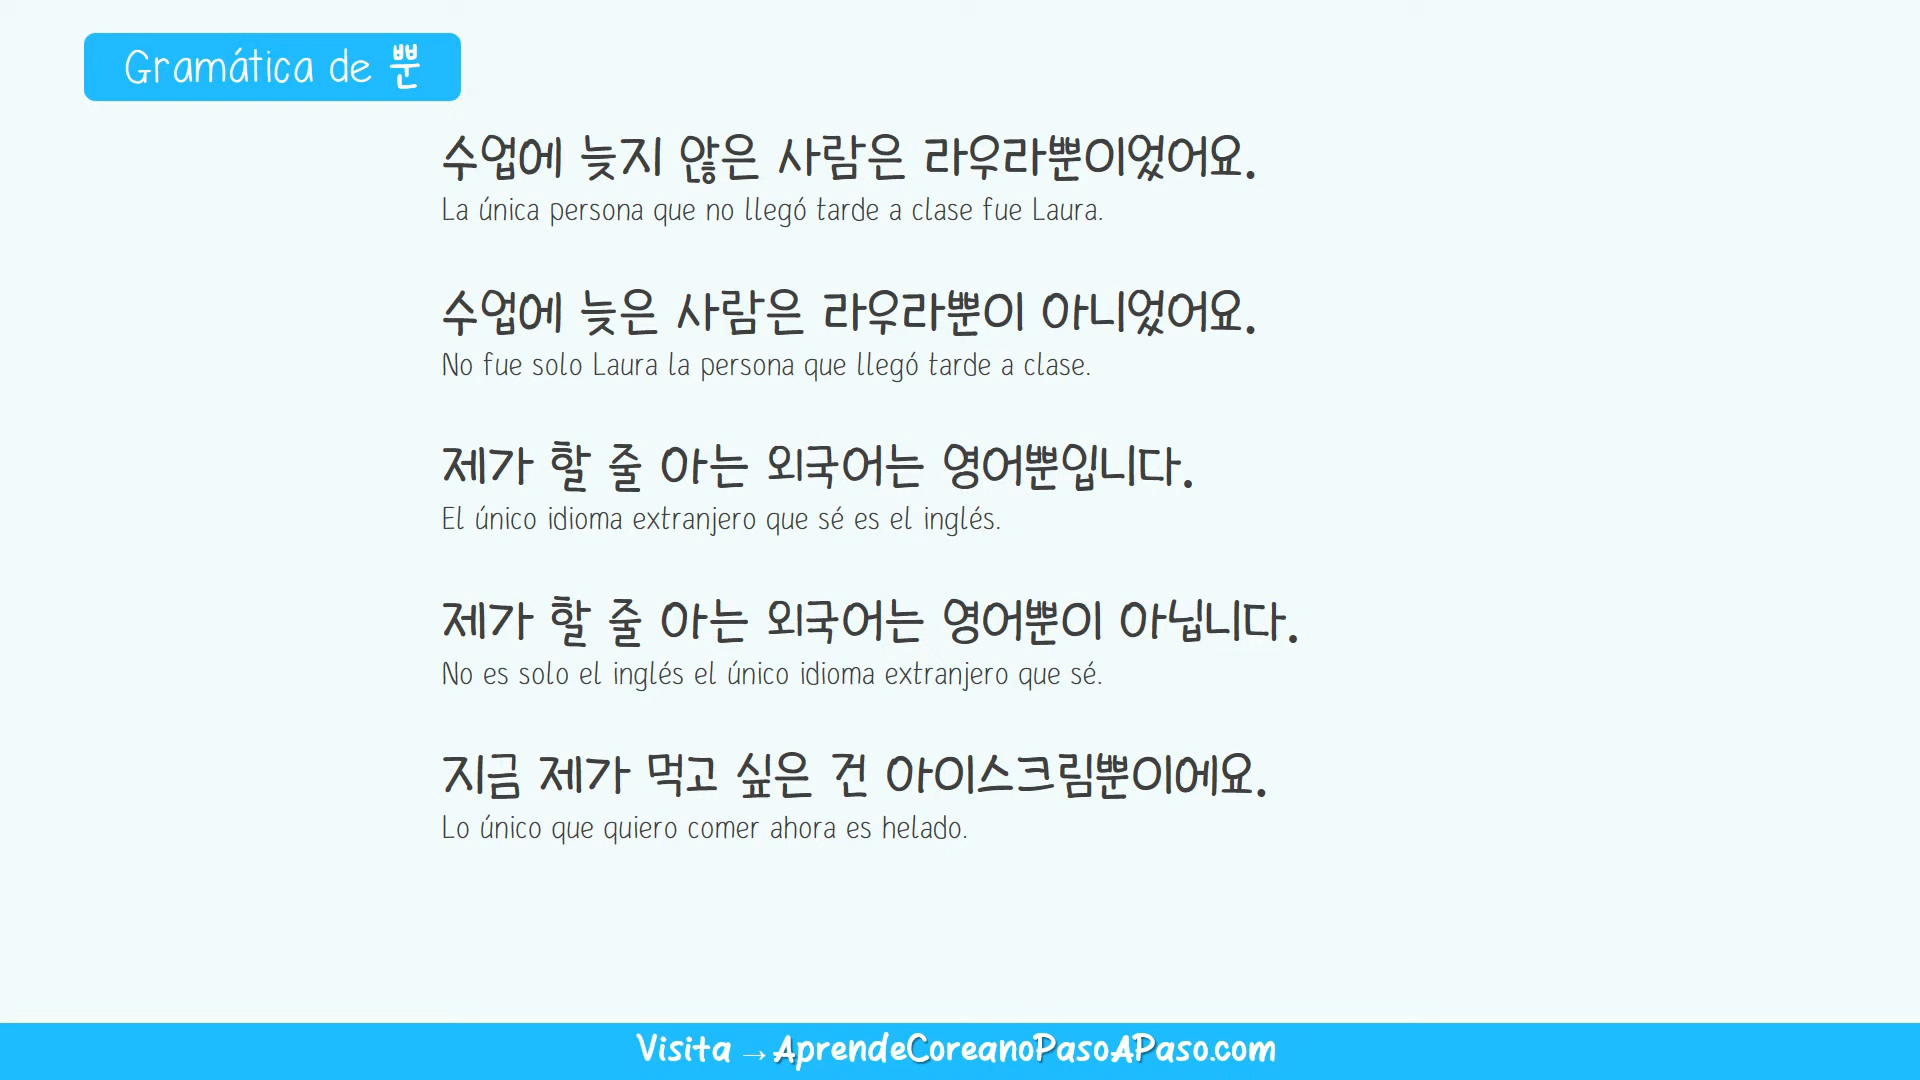 Gramática de 뿐
수업에 늦지 않은 사람은 라우라뿐이었어요.
La única persona que no llegó tarde a clase fue Laura.
수업에 늦은 사람은 라우라뿐이 아니었어요.
No fue solo Laura la persona que llegó tarde a clase.
제가 할 줄 아는 외국어는 영어뿐입니다.
El único idioma extranjero que sé es el inglés.
제가 할 줄 아는 외국어는 영어뿐이 아닙니다.
No es solo el inglés el único idioma extranjero que sé.
지금 제가 먹고 싶은 건 아이스크림뿐이에요.
Lo único que quiero comer ahora es helado.
Visita → AprendeCoreanoPasoAPaso.com